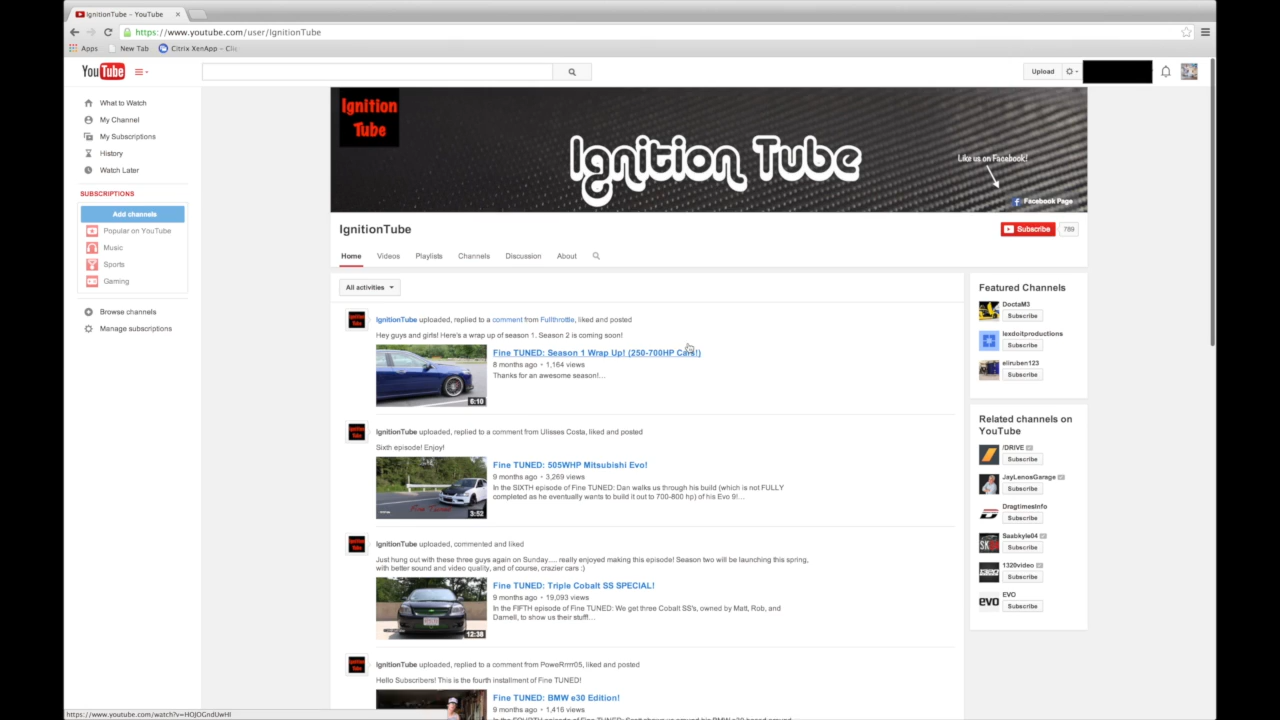 IgnitionTube - YouTube
https://www.youtube.com/user/IgnitionTube
Apps New Tab Citrix XenApp - Cli
YouTube
Upload
What to Watch
My Channel
My Subscriptions
History
Watch Later
SUBSCRIPTIONS
Add channels
Popular on YouTube
Music
Sports
Gaming
Browse channels
Manage subscriptions
Ignition
Tube
Ignition Tube
Like us on Facebook!
Facebook Page
IgnitionTube
Subscribe 789
Home Videos Playlists Channels Discussion About
All activities
IgnitionTube uploaded, replied to a comment from Fullthrottle, liked and posted
Hey guys and girls! Here's a wrap up of season 1. Season 2 is coming soon!
Fine TUNED: Season 1 Wrap Up! (250-700HP Cars!)
8 months ago • 1,164 views
Thanks for an awesome season!...
6:10
IgnitionTube uploaded, replied to a comment from Ulisses Costa, liked and posted
Sixth episode! Enjoy!
Fine TUNED: 505WHP Mitsubishi Evo!
9 months ago • 3,269 views
In the SIXTH episode of Fine TUNED: Dan walks us through his build (which is not FULLY
completed as he eventually wants to build it out to 700-800 hp) of his Evo 9!...
Fine Tuned
3:52
IgnitionTube uploaded, commented and liked
Just hung out with these three guys again on Sunday.... really enjoyed making this episode! Season two will be launching this spring,
with better sound and video quality, and of course, crazier cars :)
Fine TUNED: Triple Cobalt SS SPECIAL!
9 months ago • 19,093 views
In the FIFTH episode of Fine TUNED: We get three Cobalt SS's, owned by Matt, Rob, and
Darnell, to show us their stuff!...
12:38
IgnitionTube uploaded, replied to a comment from PoweRrrr05, liked and posted
Hello Subscribers! This is the fourth installment of Fine TUNED!
Fine TUNED: BMW e30 Edition!
9 months ago • 1,416 views
Featured Channels
DoctaM3
Subscribe
lexdoitproductions
Subscribe
eliruben123
Subscribe
Related channels on
YouTube
/DRIVE
Subscribe
JayLenosGarage
Subscribe
DragtimesInfo
Subscribe
Saabkyle04
Subscribe
1320video
Subscribe
EVO
evo
Subscribe